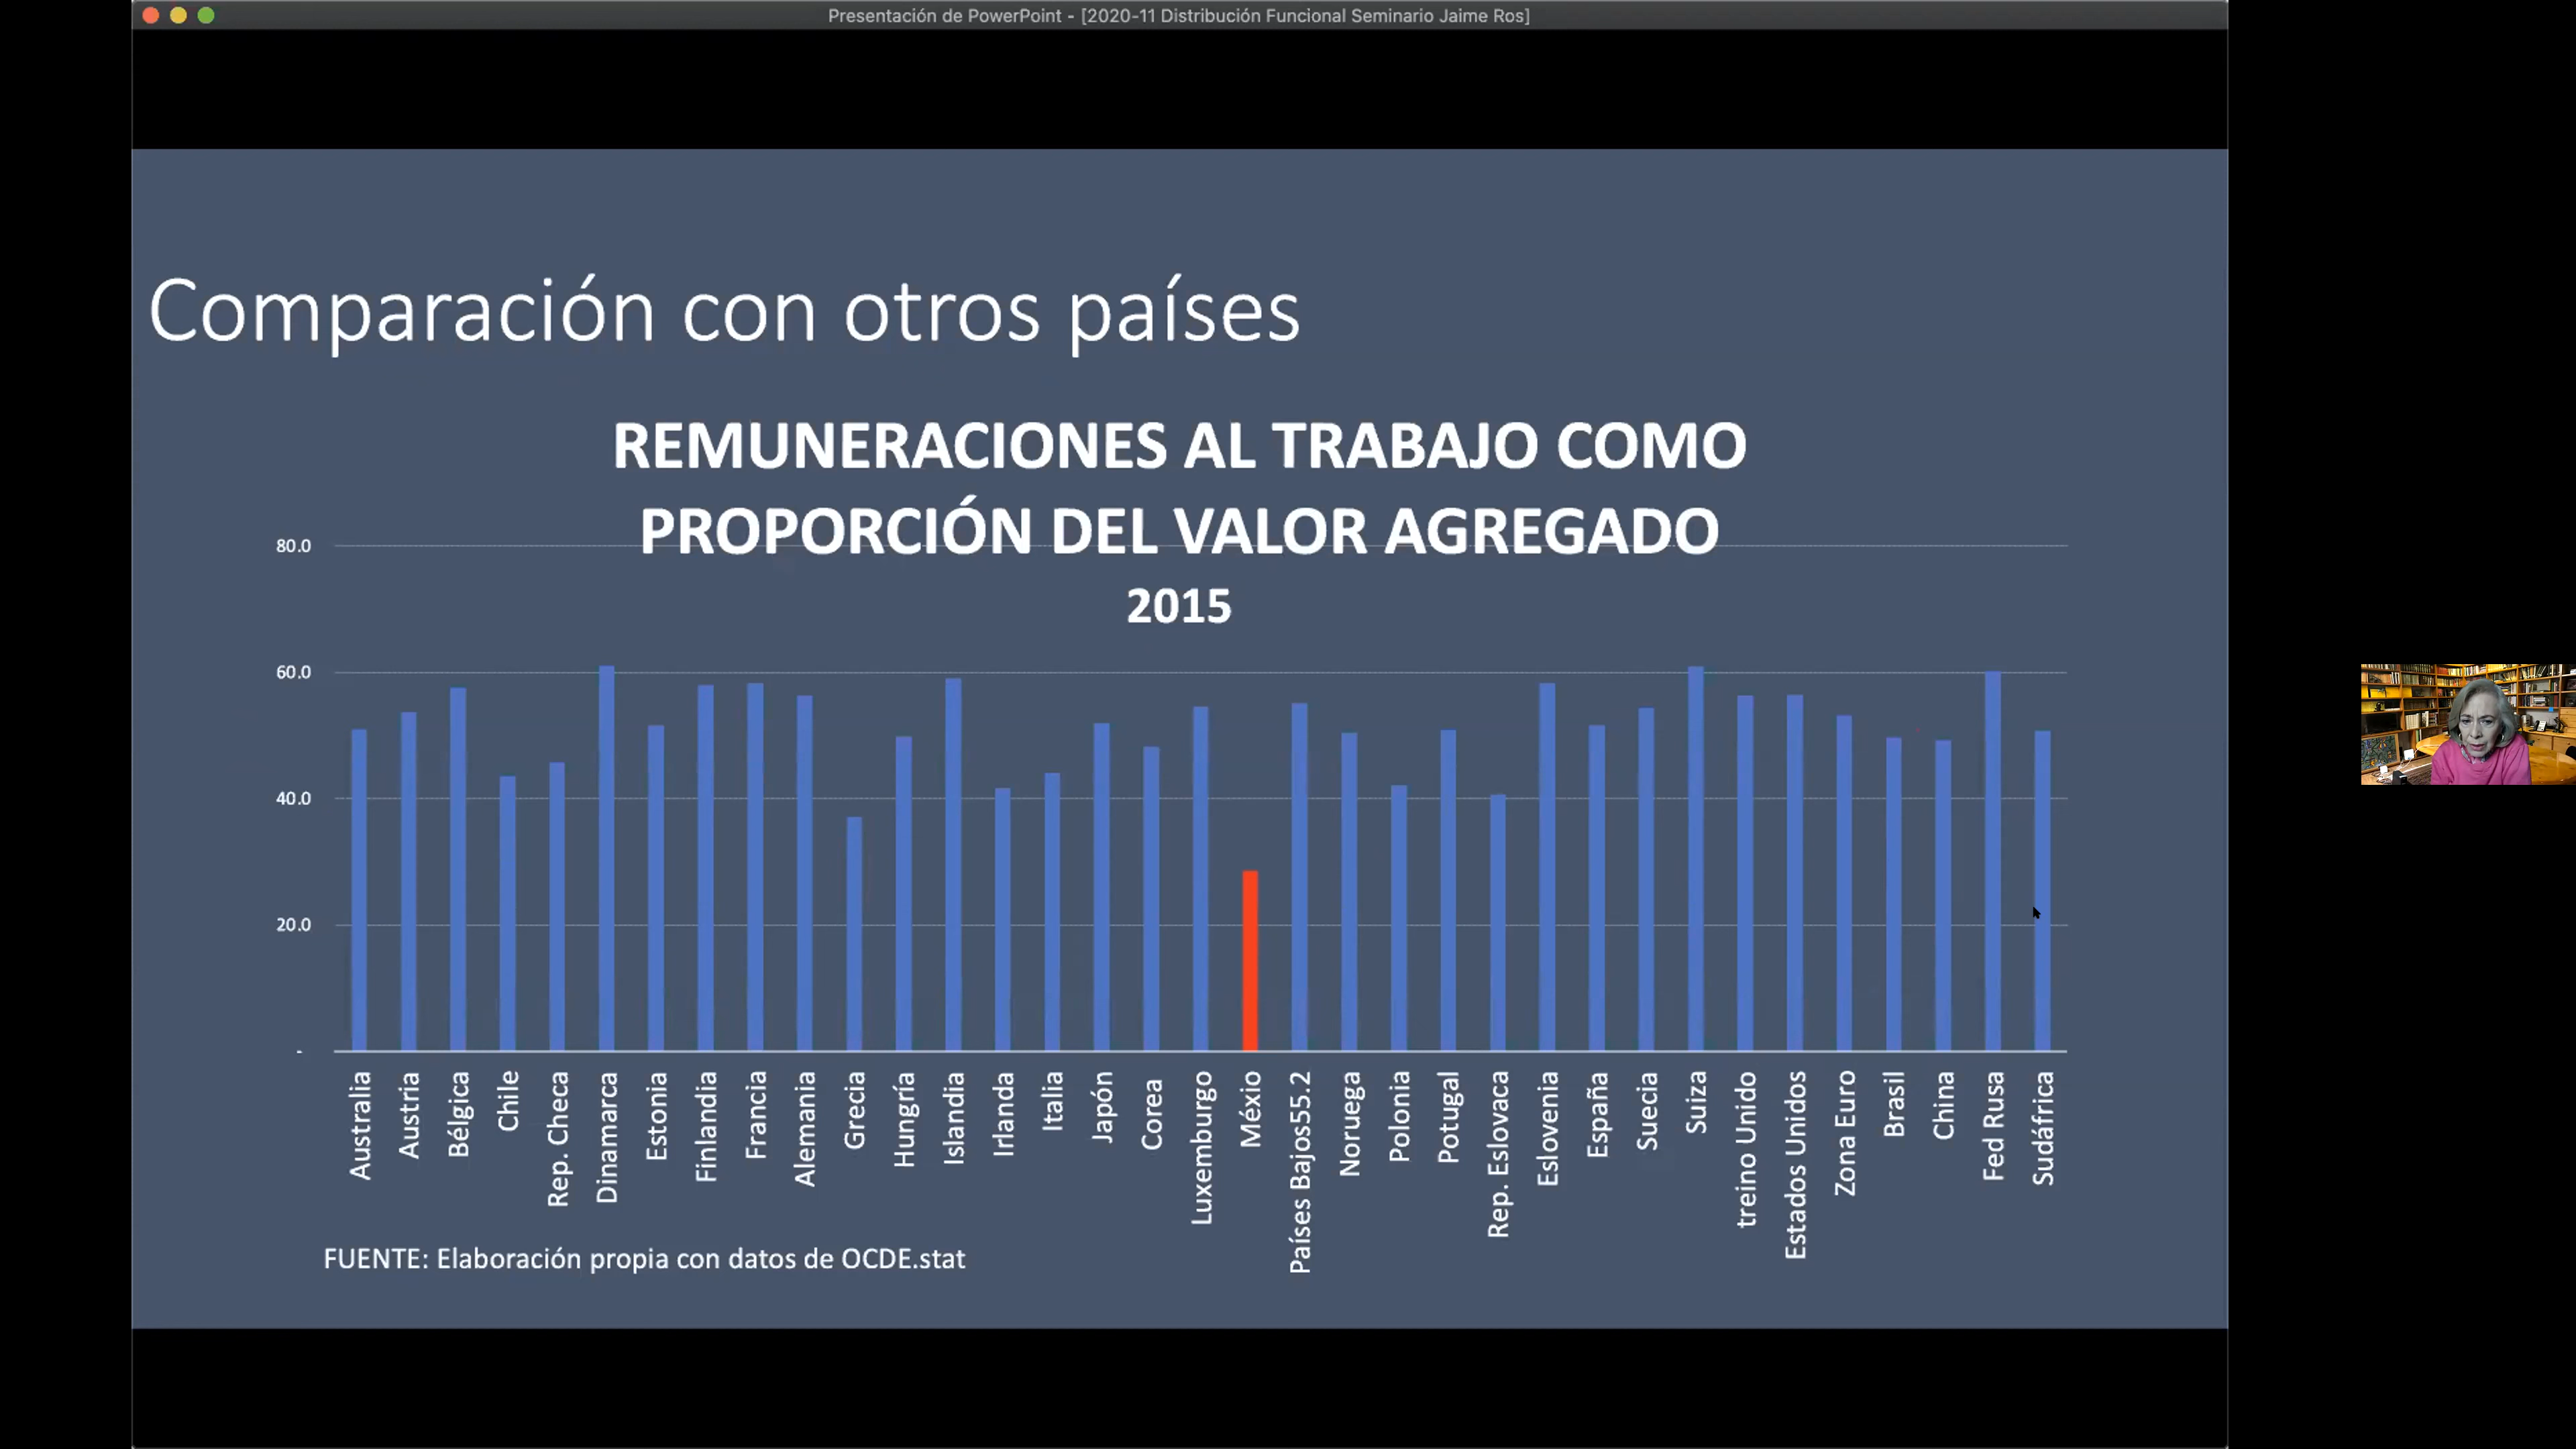 Presentación de PowerPoint - [2020-11 Distribución Funcional Seminario Jaime Ros]
Comparación con otros países
REMUNERACIONES AL TRABAJO COMO
PROPORCIÓN DEL VALOR AGREGADO
2015
80.0
60.0
40.0
20.0
-
Australia
Austria
Bélgica
Chile
Rep. Checa
Dinamarca
Estonia
Finlandia
Francia
Alemania
Grecia
Hungría
Islandia
Irlanda
Italia
Japón
Corea
Luxemburgo
Méxio
Países Bajos55.2
Noruega
Polonia
Potugal
Rep. Eslovaca
Eslovenia
España
Suecia
Suiza
treino Unido
Estados Unidos
Zona Euro
Brasil
China
Fed Rusa
Sudáfrica
FUENTE: Elaboración propia con datos de OCDE.stat